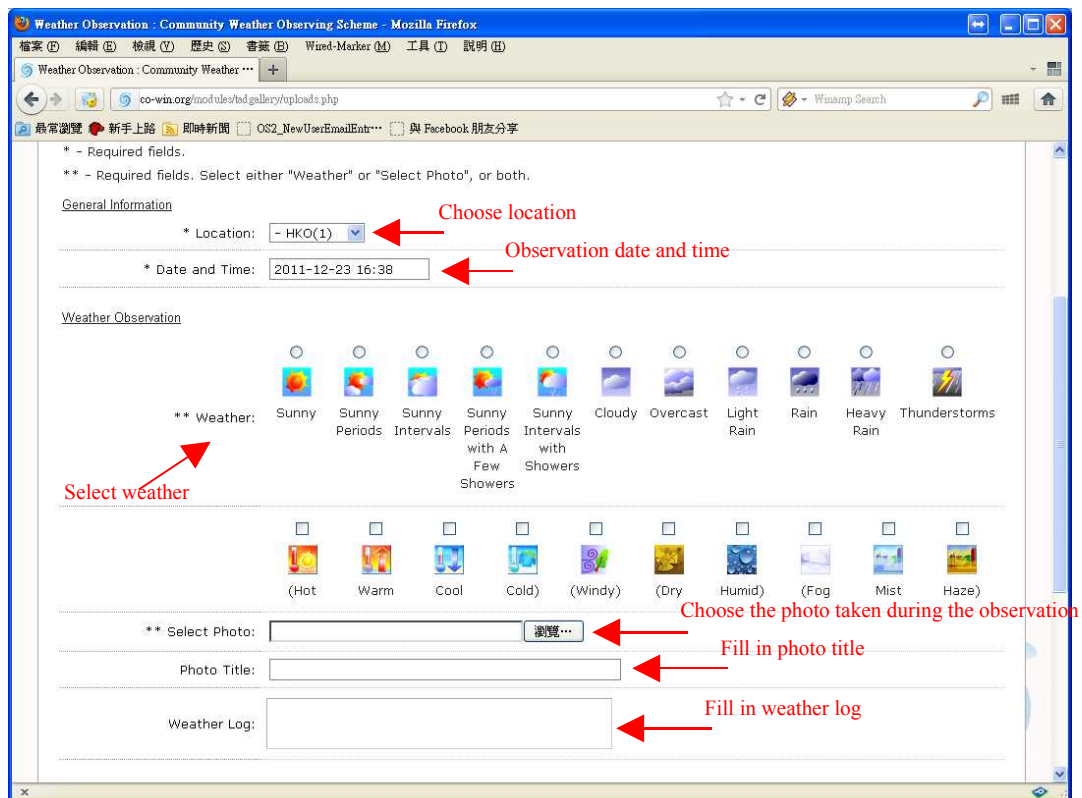 Weather Observation : Community Weather Observing Scheme - Mozilla Firefox
檔案(F) 編輯(E) 檢視(V) 歷史(S) 書籤(B) Wired-Marker (M) 工具(T) 說明(H)
Weather Observation : Community Weather ···
co-win.org/modules/tadgallery/uploads.php Winamp Search
最常瀏覽 新手上路 即時新聞 OS2_NewUserEmailEntr··· 與 Facebook 朋友分享
* - Required fields.
** - Required fields. Select either "Weather" or "Select Photo", or both.
General Information
Choose location
* Location: - HKO(1)
Observation date and time
* Date and Time: 2011-12-23 16:38
Weather Observation
** Weather:
Sunny
Sunny Periods
Sunny Intervals
Sunny Periods with A Few Showers
Sunny Intervals with Showers
Cloudy
Overcast
Light Rain
Rain
Heavy Rain
Thunderstorms
Select weather
(Hot Warm Cool Cold) (Windy) (Dry Humid) (Fog Mist Haze)
Choose the photo taken during the observation
** Select Photo: 瀏覽···
Fill in photo title
Photo Title:
Fill in weather log
Weather Log: